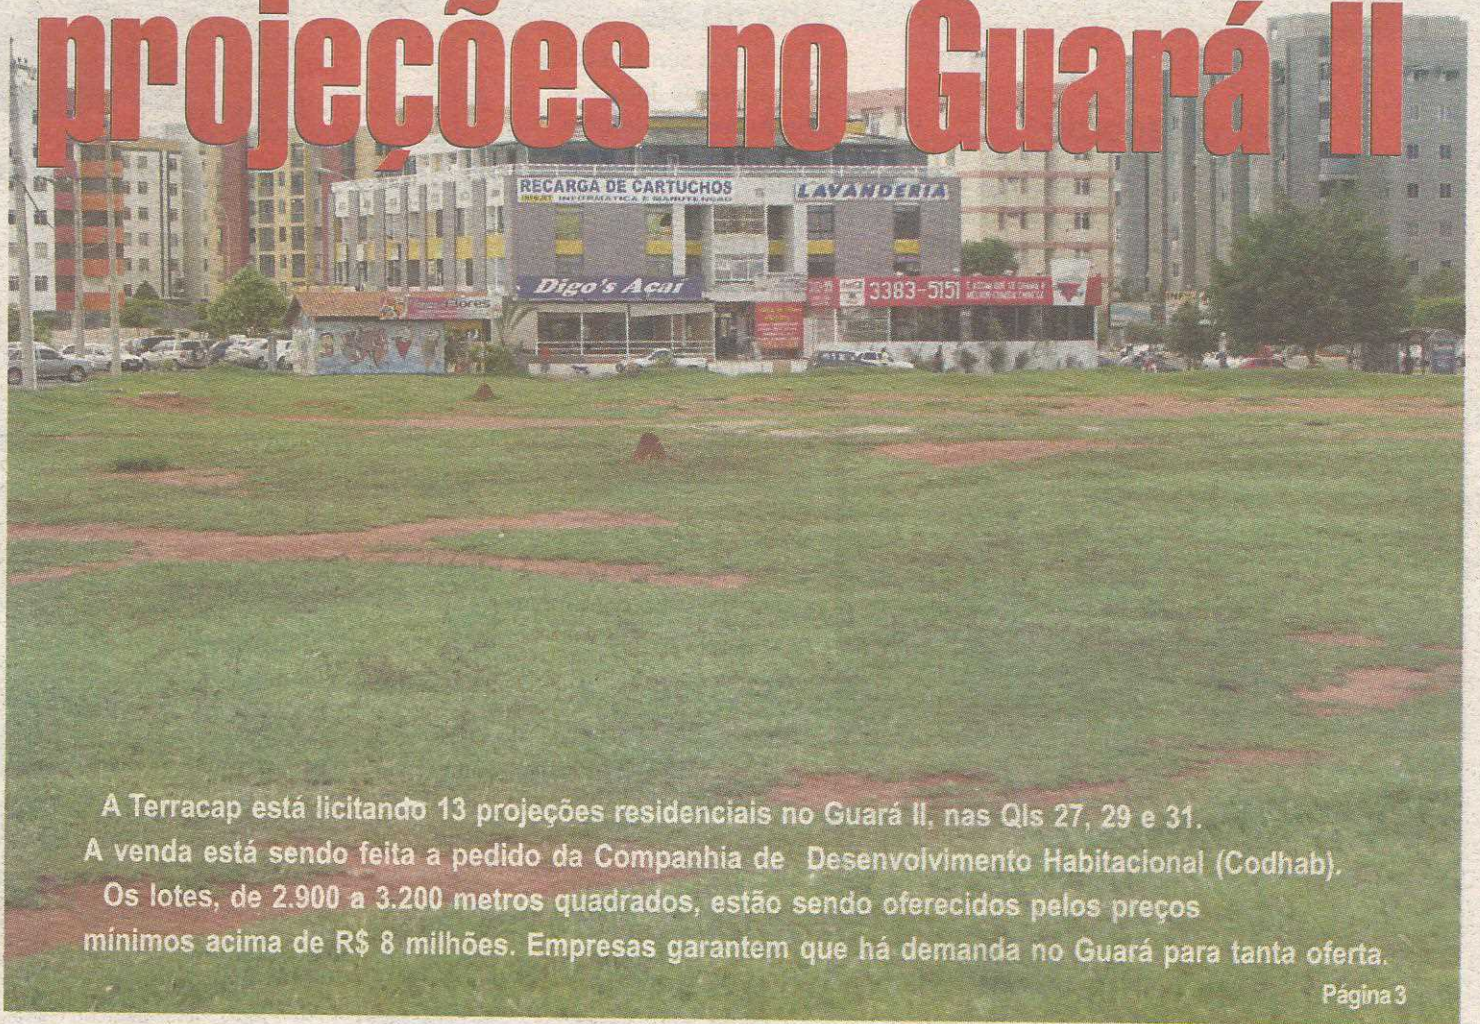 projeções no Guará II
RECARGA DE CARTUCHOS
INFORMÁTICA E MANUTENÇÃO
LAVANDERIA
Digo's Açaí
3383-5151
A Terracap está licitando 13 projeções residenciais no Guará II, nas QIs 27, 29 e 31.
A venda está sendo feita a pedido da Companhia de Desenvolvimento Habitacional (Codhab).
Os lotes, de 2.900 a 3.200 metros quadrados, estão sendo oferecidos pelos preços
mínimos acima de R$ 8 milhões. Empresas garantem que há demanda no Guará para tanta oferta.
Página 3